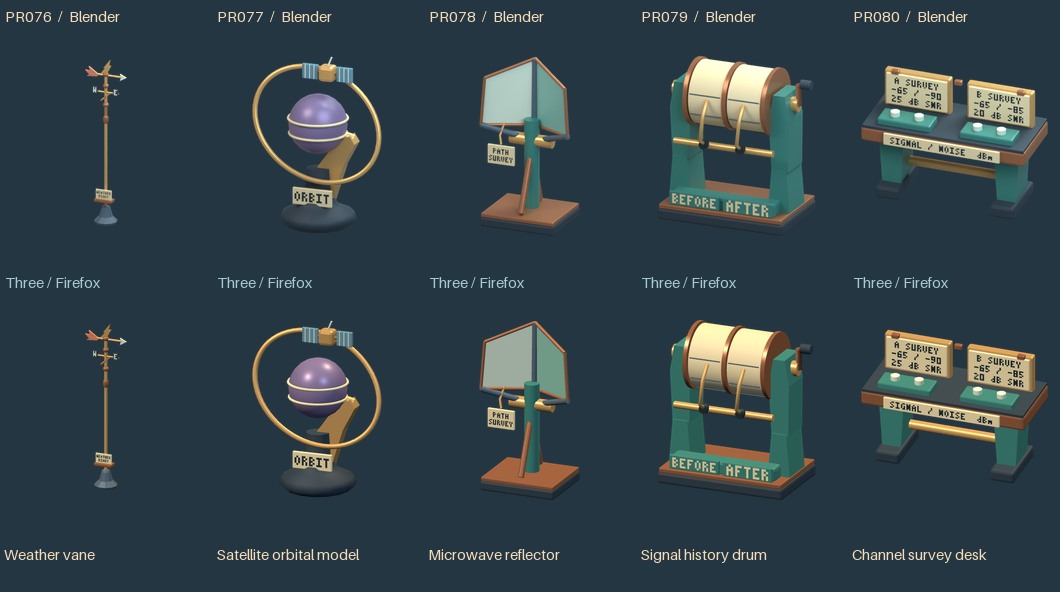 PR076 / Blender
PR077 / Blender
PR078 / Blender
PR079 / Blender
PR080 / Blender
W E
ORBIT
PATH
SURVEY
BEFORE AFTER
A SURVEY
-65 / -90
25 dB SNR
B SURVEY
-65 / -85
20 dB SNR
SIGNAL / NOISE dBm
Three / Firefox
Three / Firefox
Three / Firefox
Three / Firefox
Three / Firefox
W E
ORBIT
PATH
SURVEY
BEFORE AFTER
A SURVEY
-65 / -90
25 dB SNR
B SURVEY
-65 / -85
20 dB SNR
SIGNAL / NOISE dBm
Weather vane
Satellite orbital model
Microwave reflector
Signal history drum
Channel survey desk